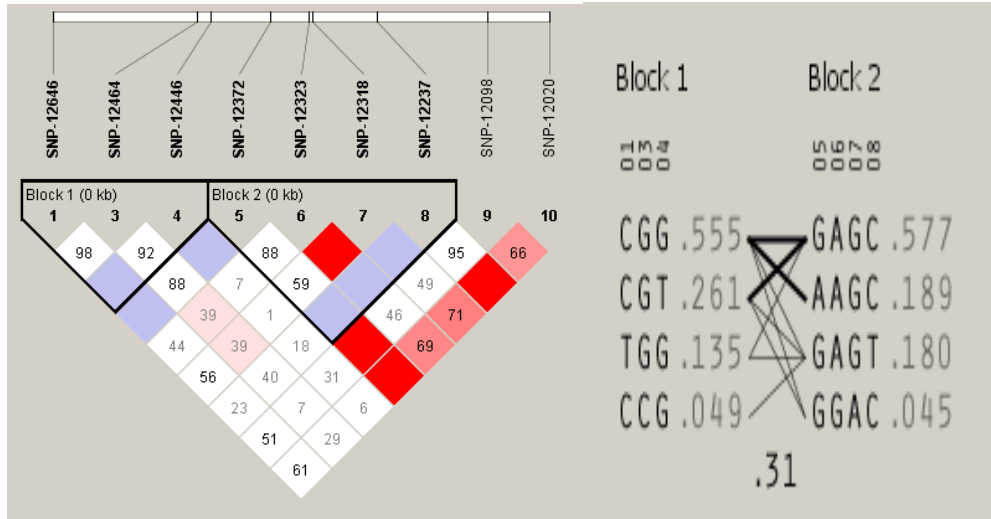 SNP-12646
SNP-12464
SNP-12446
SNP-12372
SNP-12323
SNP-12318
SNP-12237
SNP-12098
SNP-12020
Block 1 (0 kb)
Block 2 (0 kb)
1 3 4 5 6 7 8 9 10
98 92 88 95 66
88 7 59 49
39 1 46 71
44 39 18 69
56 40 31
23 7 6
51 29
61
Block 1
Block 2
01
03
04
05
06
07
08
CGG .555 GAGC .577
CGT .261 AAGC .189
TGG .135 GAGT .180
CCG .049 GGAC .045
.31